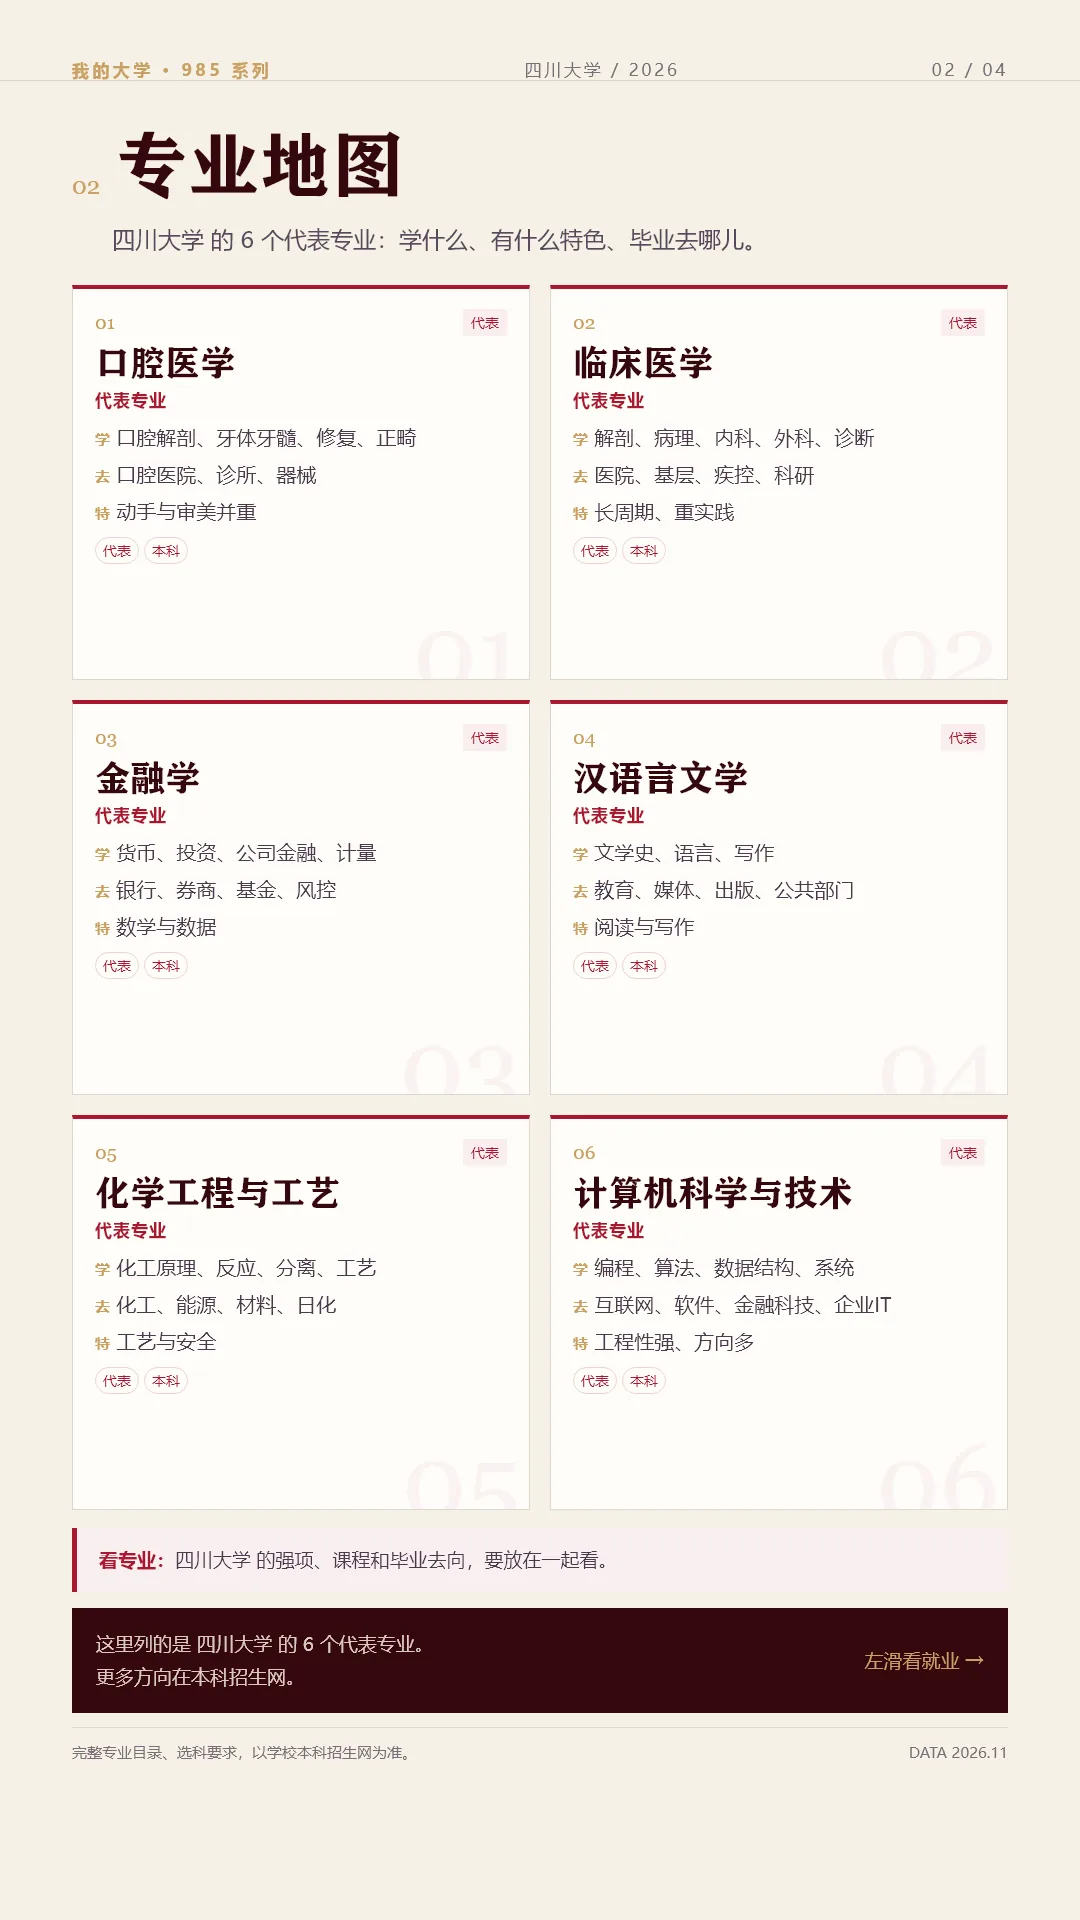 我的大学 • 985 系列
四川大学 / 2026
02 / 04
02 专业地图
四川大学 的 6 个代表专业：学什么、有什么特色、毕业去哪儿。
01
代表
口腔医学
代表专业
学 口腔解剖、牙体牙髓、修复、正畸
去 口腔医院、诊所、器械
特 动手与审美并重
代表 本科
01
02
代表
临床医学
代表专业
学 解剖、病理、内科、外科、诊断
去 医院、基层、疾控、科研
特 长周期、重实践
代表 本科
02
03
代表
金融学
代表专业
学 货币、投资、公司金融、计量
去 银行、券商、基金、风控
特 数学与数据
代表 本科
03
04
代表
汉语言文学
代表专业
学 文学史、语言、写作
去 教育、媒体、出版、公共部门
特 阅读与写作
代表 本科
04
05
代表
化学工程与工艺
代表专业
学 化工原理、反应、分离、工艺
去 化工、能源、材料、日化
特 工艺与安全
代表 本科
05
06
代表
计算机科学与技术
代表专业
学 编程、算法、数据结构、系统
去 互联网、软件、金融科技、企业IT
特 工程性强、方向多
代表 本科
06
看专业：四川大学 的强项、课程和毕业去向，要放在一起看。
这里列的是 四川大学 的 6 个代表专业。
更多方向在本科招生网。
左滑看就业 →
完整专业目录、选科要求，以学校本科招生网为准。
DATA 2026.11